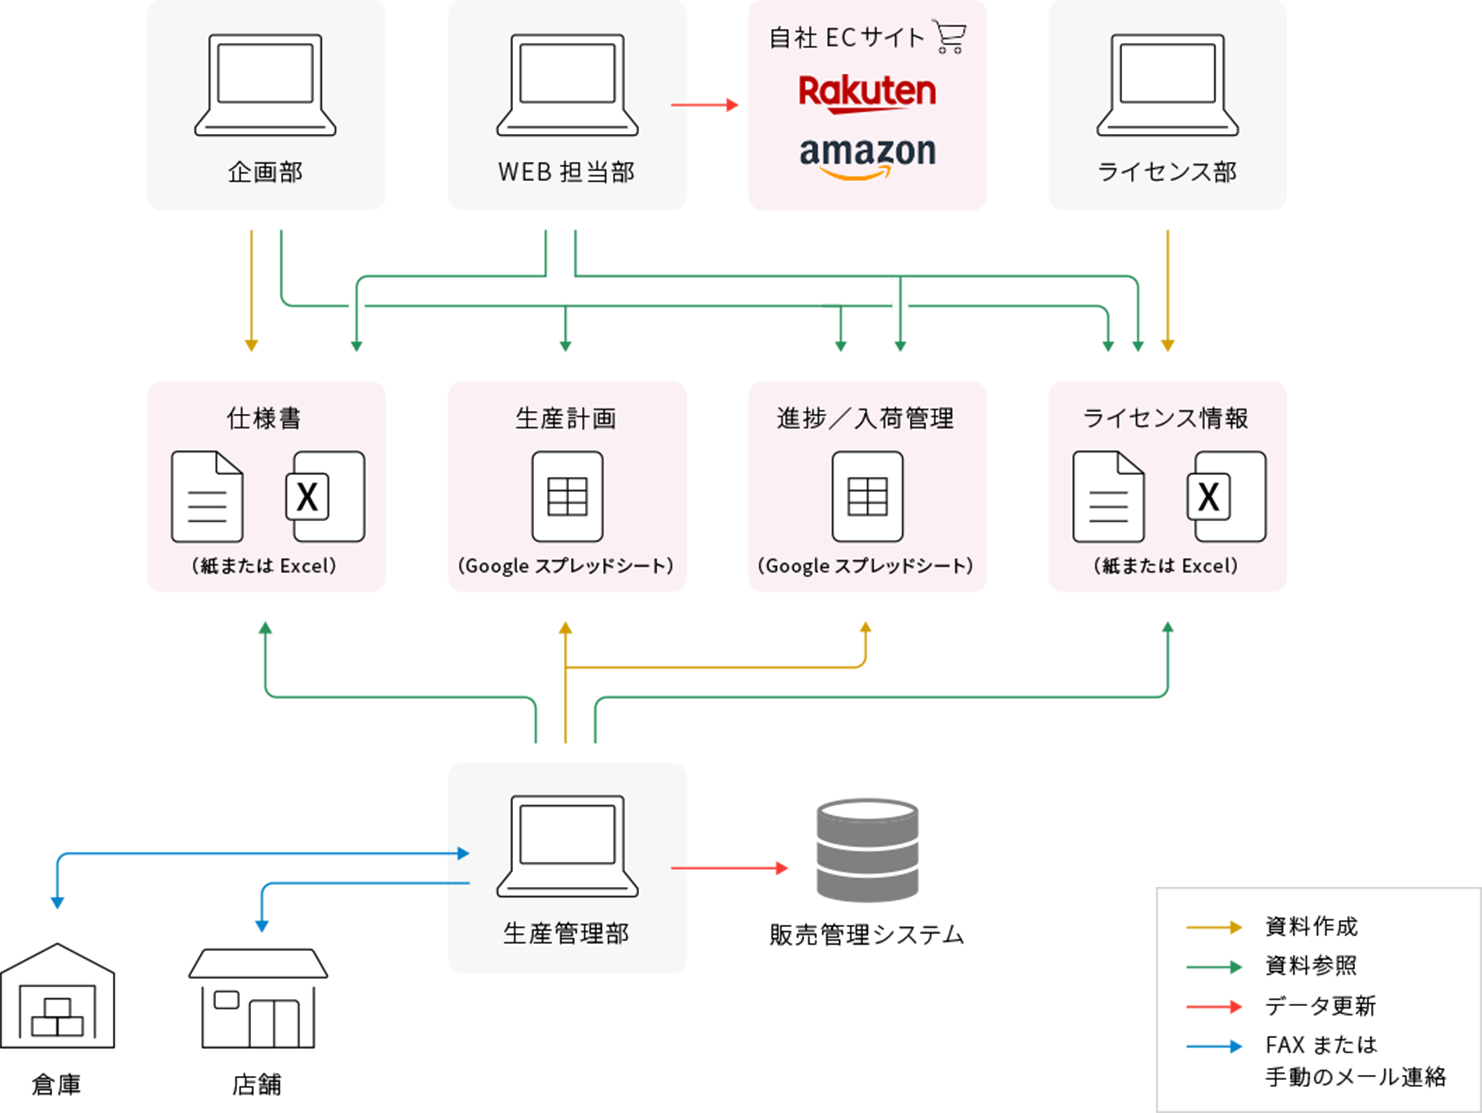 自社 ECサイト
Rakuten
amazon
企画部
WEB 担当部
ライセンス部
仕様書
生産計画
進捗／入荷管理
ライセンス情報
X
X
（紙または Excel）
（Google スプレッドシート）
（Google スプレッドシート）
（紙または Excel）
生産管理部
販売管理システム
倉庫
店舗
資料作成
資料参照
データ更新
FAX または
手動のメール連絡